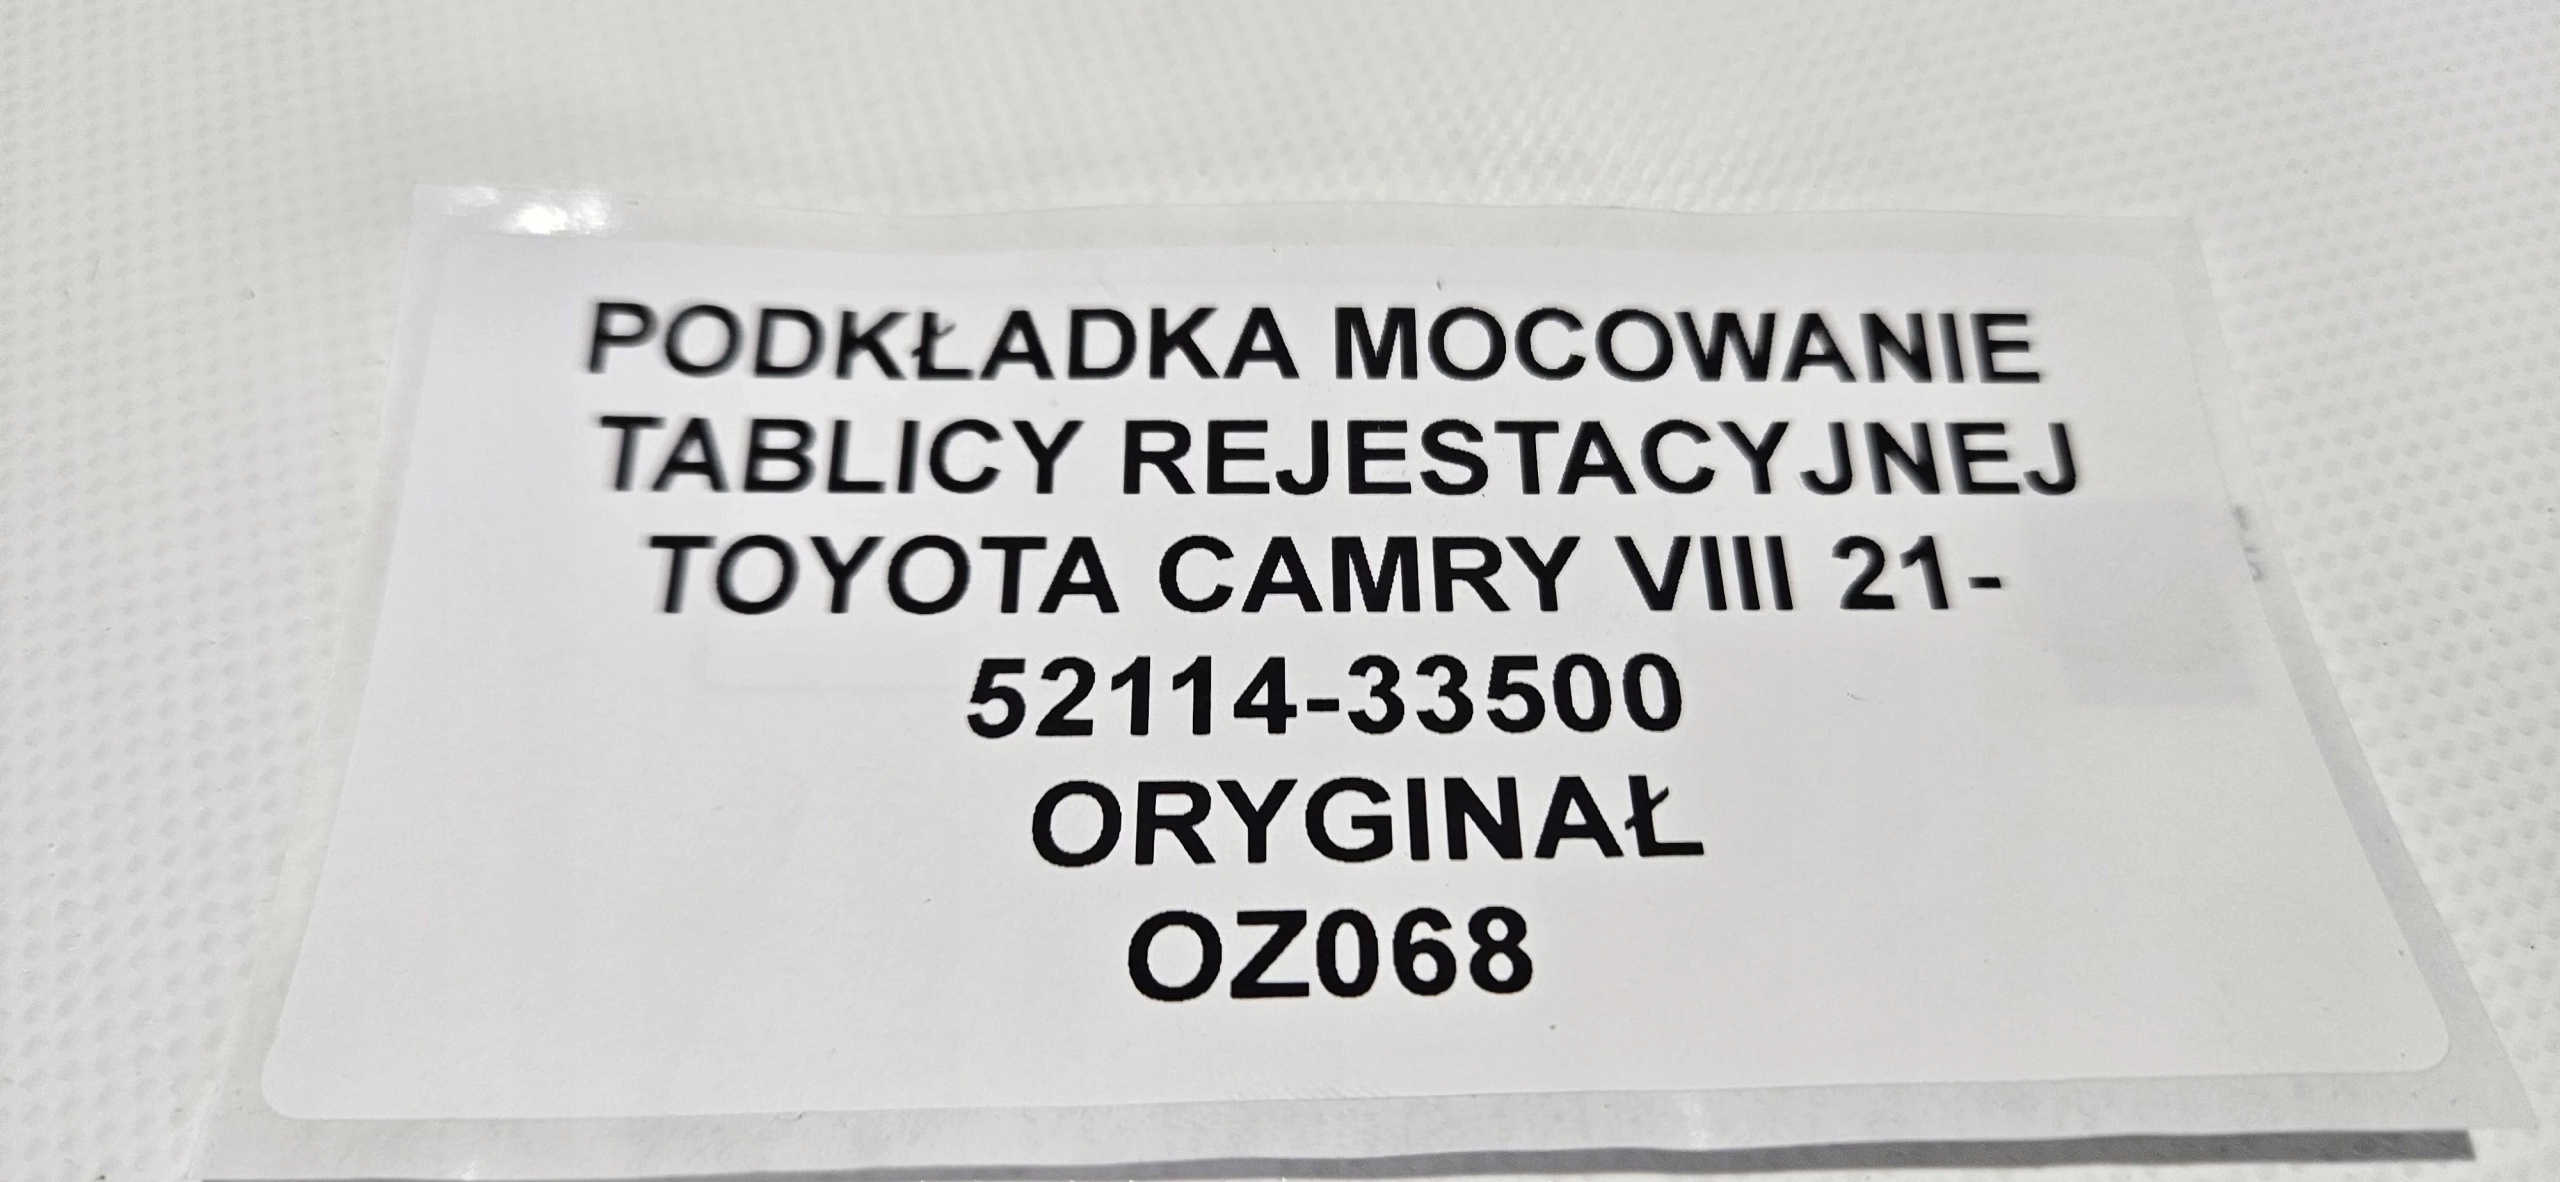 PODKŁADKA MOCOWANIE
TABLICY REJESTACYJNEJ
TOYOTA CAMRY VIII 21-
52114-33500
ORYGINAŁ
OZ068